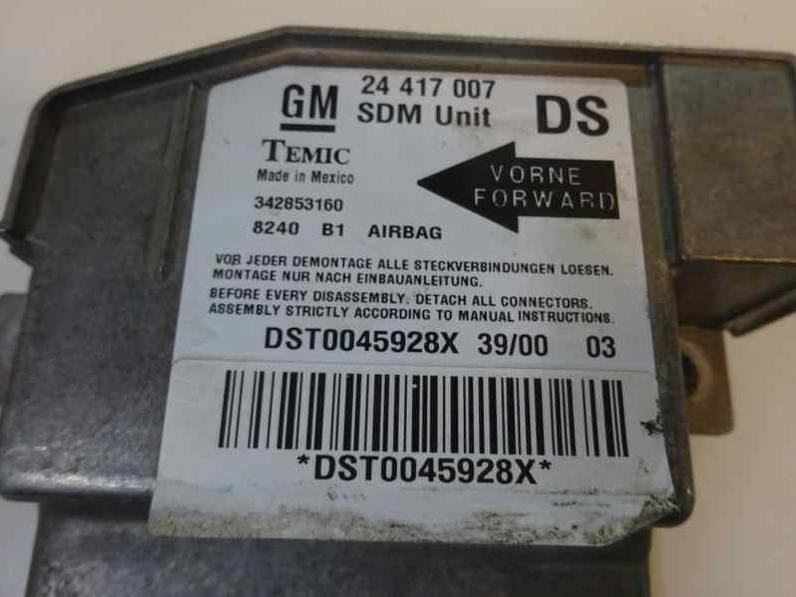 GM 24 417 007 DS
SDM Unit
TEMIC
Made in Mexico
VORNE
FORWARD
342853160
8240 B1 AIRBAG
VOR JEDER DEMONTAGE ALLE STECKVERBINDUNGEN LOESEN.
MONTAGE NUR NACH EINBAUANLEITUNG.
BEFORE EVERY DISASSEMBLY. DETACH ALL CONNECTORS.
ASSEMBLY STRICTLY ACCORDING TO MANUAL INSTRUCTIONS.
DST0045928X 39/00 03
*DST0045928X*